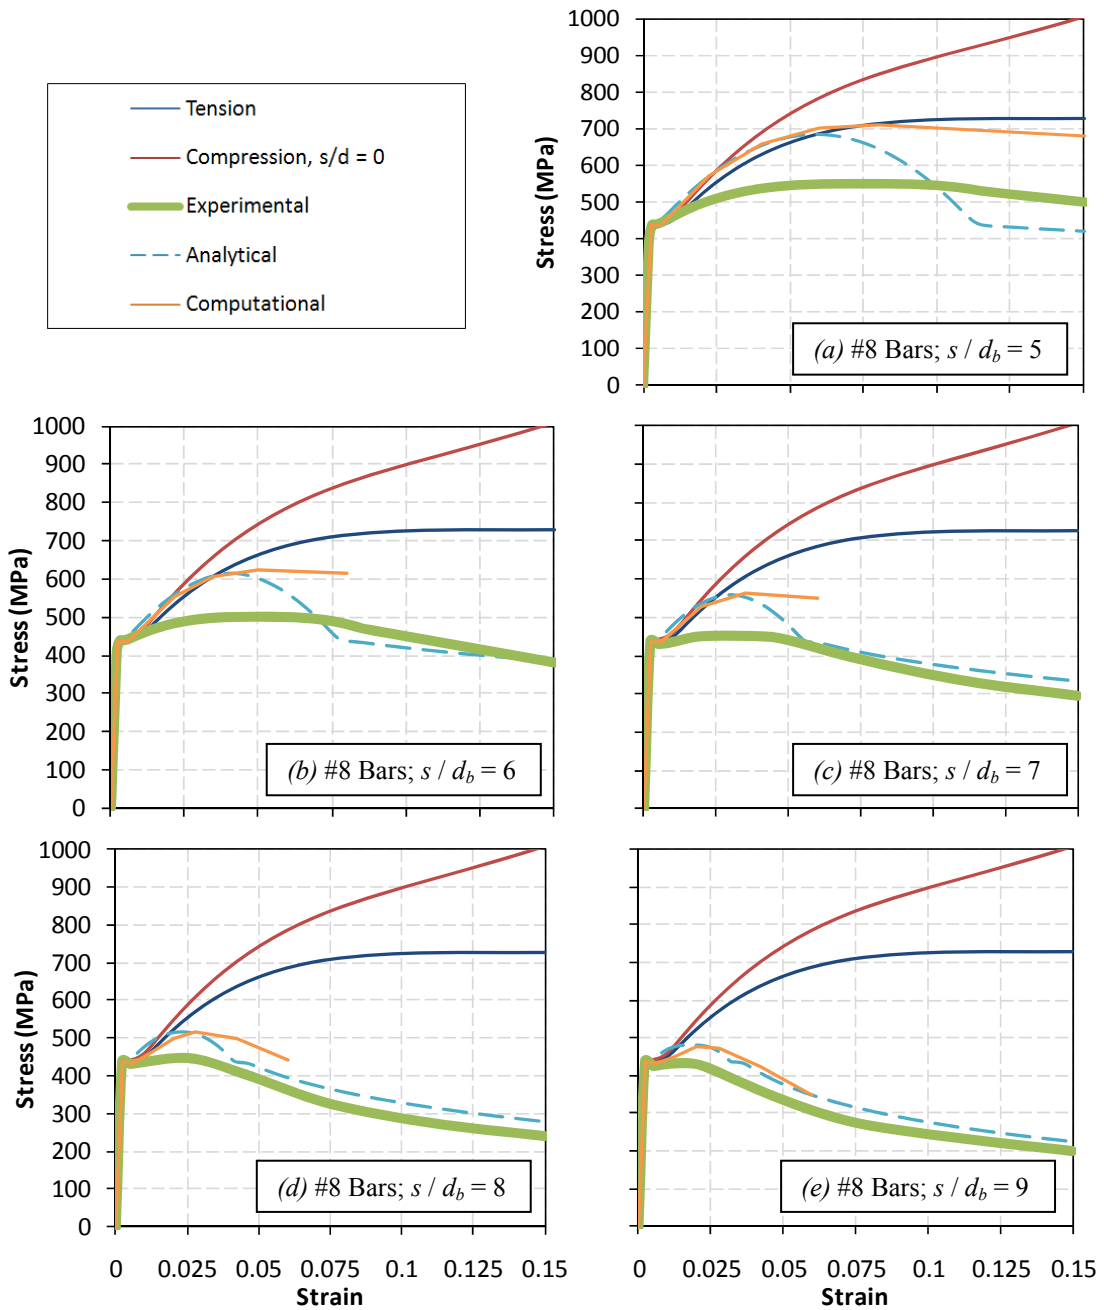 1000
900
800
700
600
500
400
300
200
100
0
Stress (MPa)
Tension
Compression, s/d = 0
Experimental
Analytical
Computational
(a) #8 Bars; s / db = 5
1000
900
800
700
600
500
400
300
200
100
0
Stress (MPa)
(b) #8 Bars; s / db = 6
(c) #8 Bars; s / db = 7
1000
900
800
700
600
500
400
300
200
100
0
Stress (MPa)
(d) #8 Bars; s / db = 8
(e) #8 Bars; s / db = 9
0 0.025 0.05 0.075 0.1 0.125 0.15
Strain
0 0.025 0.05 0.075 0.1 0.125 0.15
Strain